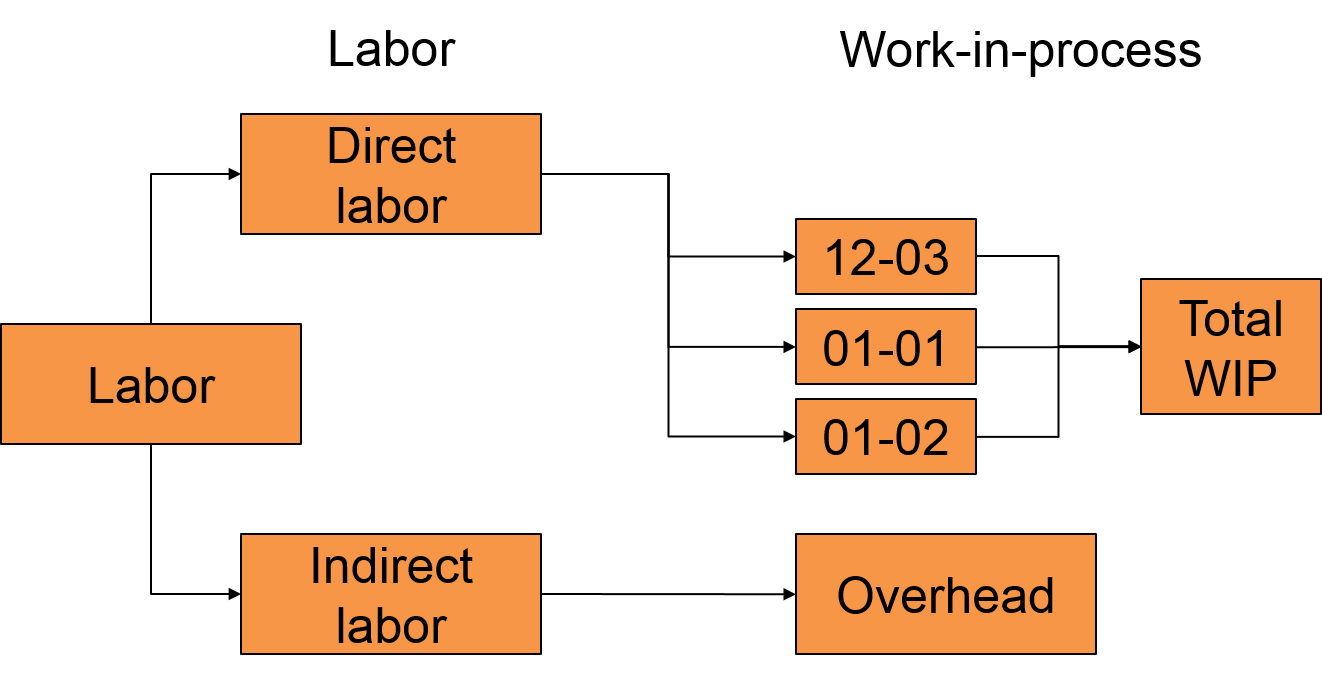 Labor
Work-in-process
Direct
labor
12-03
01-01
01-02
Total
WIP
Labor
Indirect
labor
Overhead